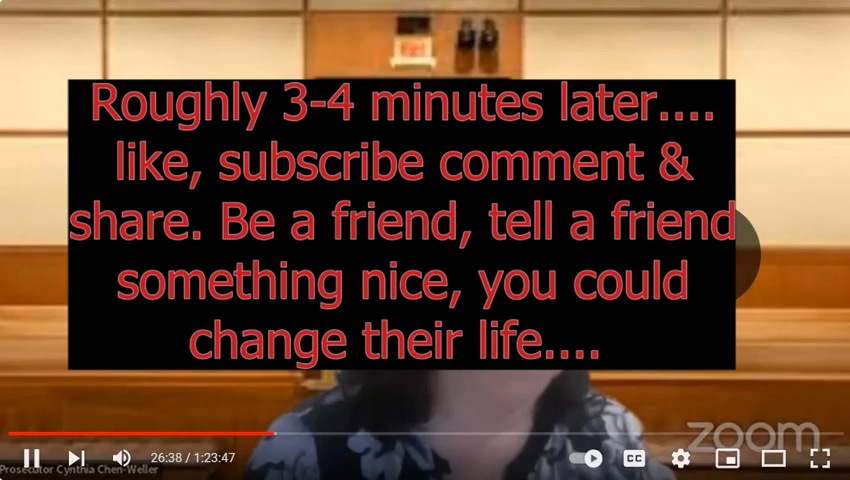 Roughly 3-4 minutes later....
like, subscribe comment &
share. Be a friend, tell a friend
something nice, you could
change their life....
zoom
26:38 / 1:23:47
CC
Prosecutor Cynthia Chen-Weller